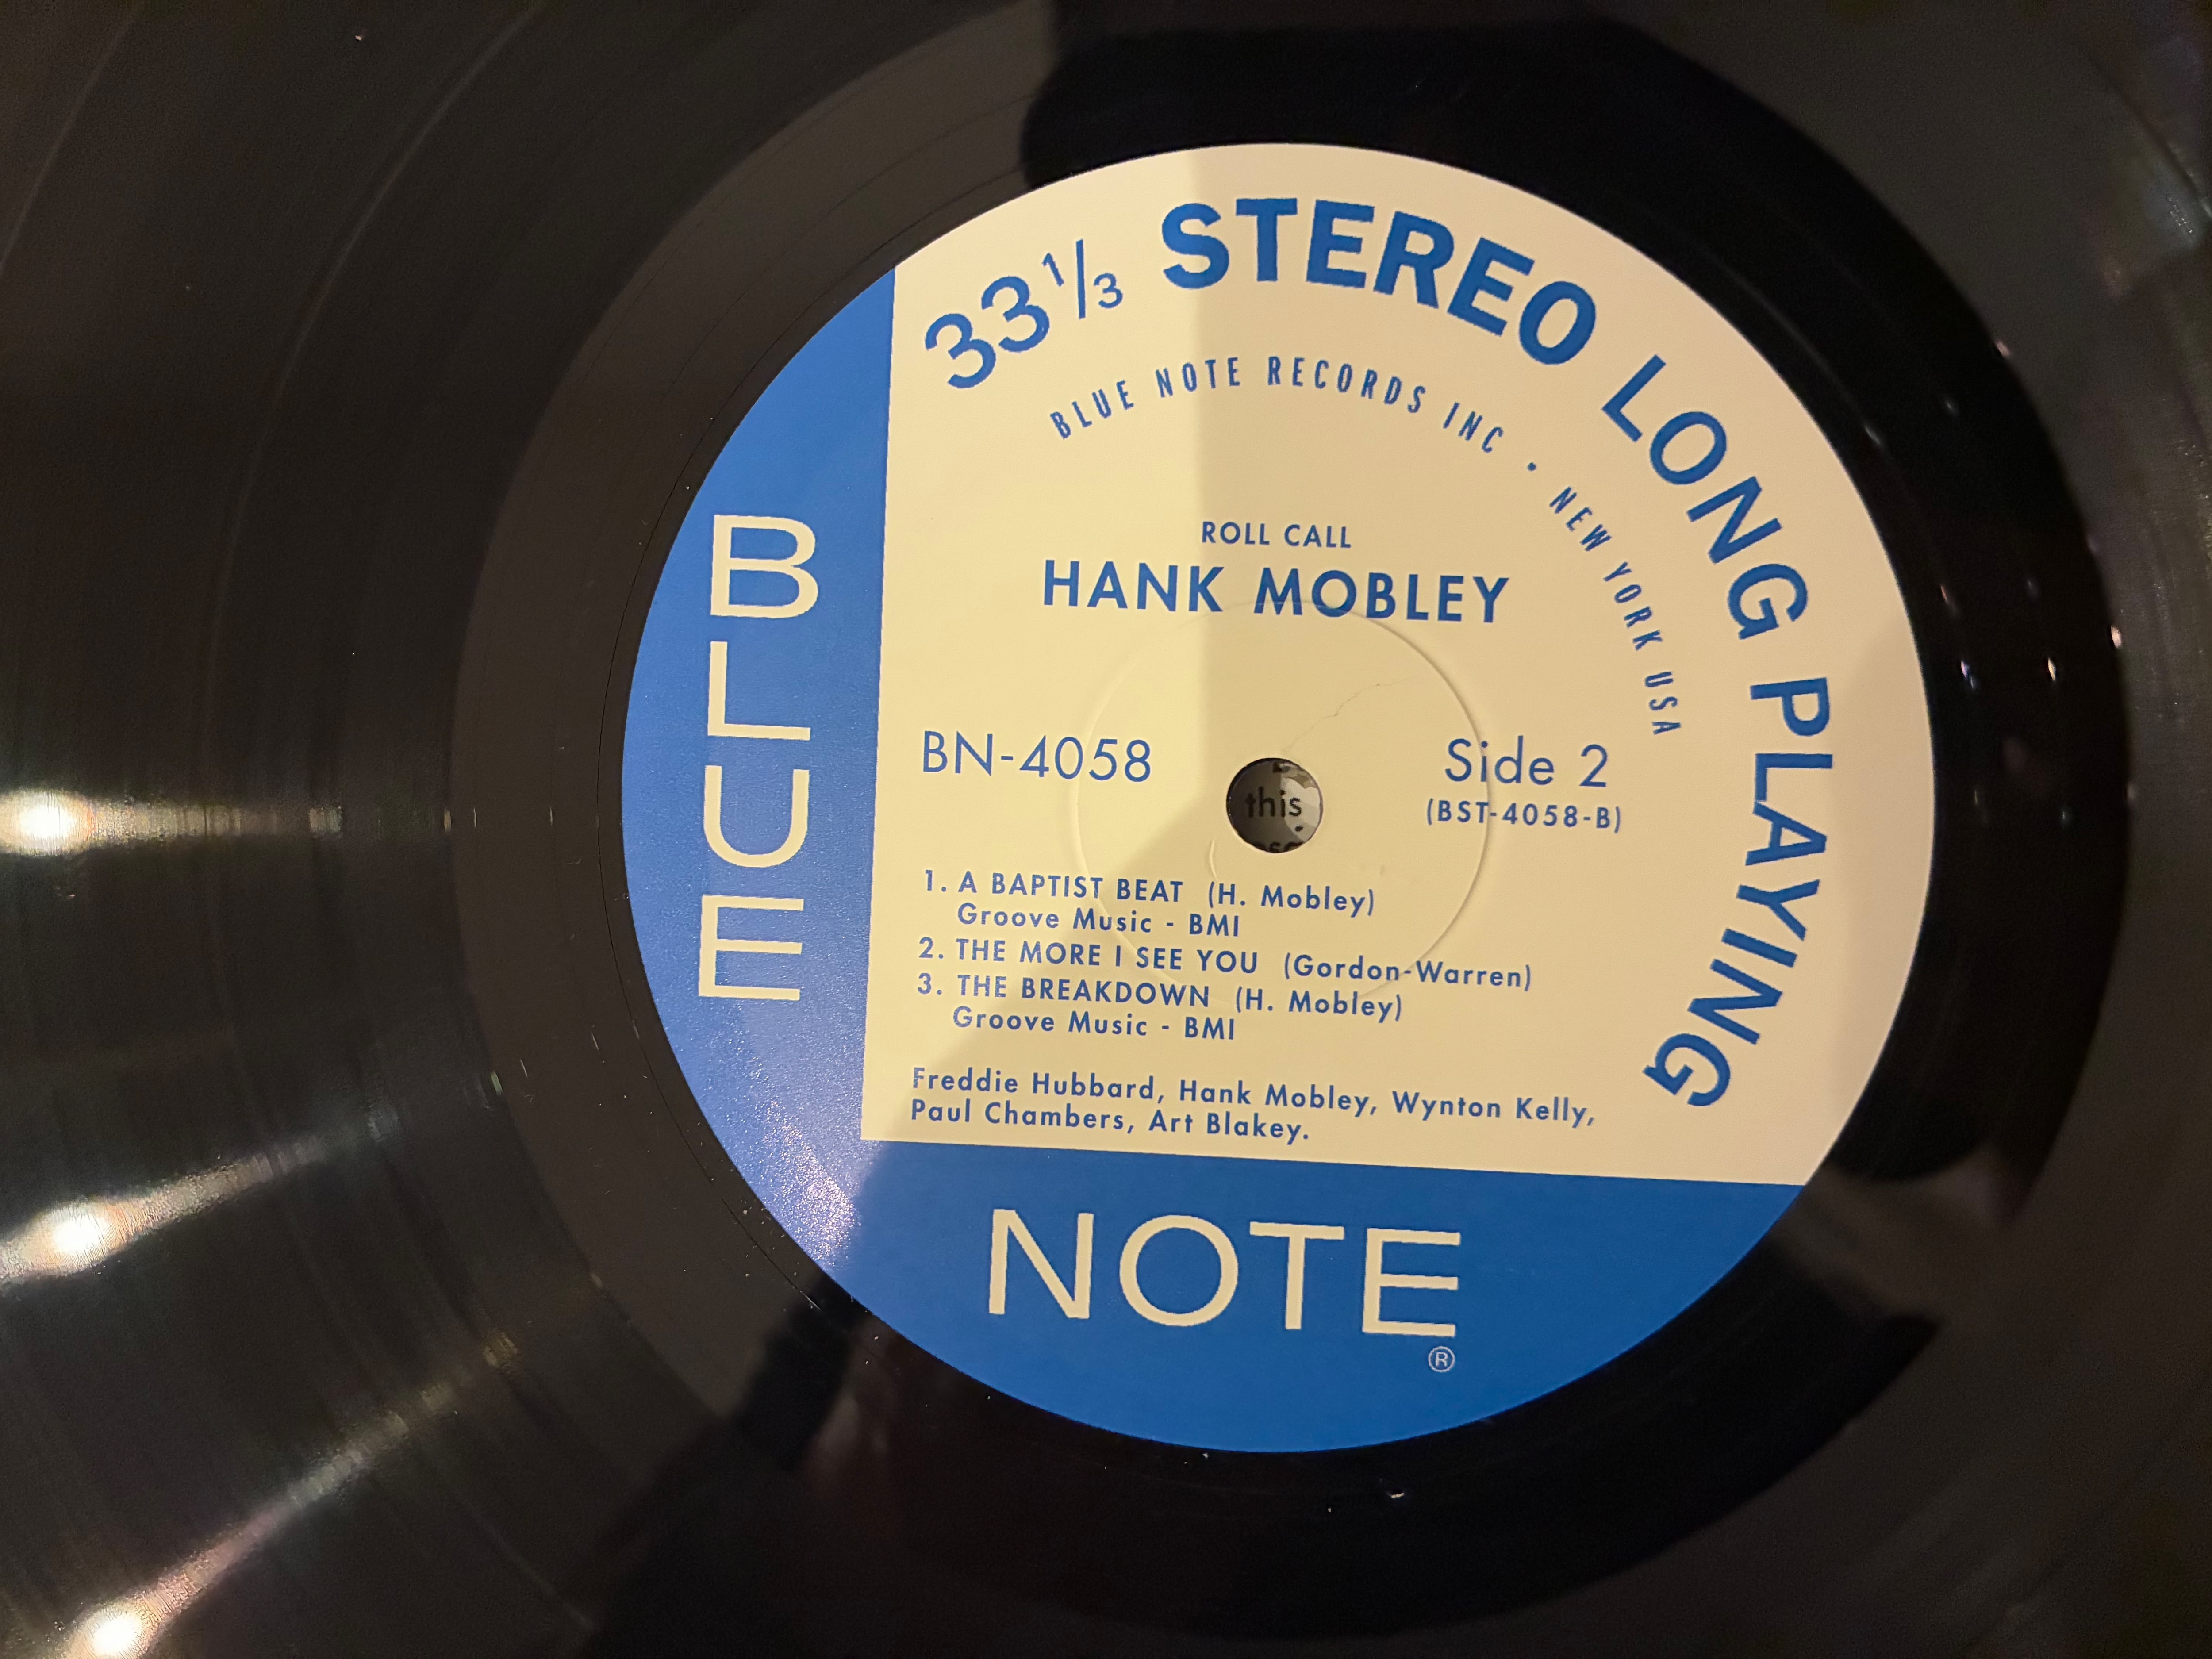 33 1/3 STEREO LONG PLAYING
BLUE NOTE RECORDS INC • NEW YORK USA
ROLL CALL
HANK MOBLEY
BN-4058
Side 2
(BST-4058-B)
this
1. A BAPTIST BEAT (H. Mobley)
Groove Music - BMI
2. THE MORE I SEE YOU (Gordon-Warren)
3. THE BREAKDOWN (H. Mobley)
Groove Music - BMI
Freddie Hubbard, Hank Mobley, Wynton Kelly,
Paul Chambers, Art Blakey.
BLUE
NOTE
®